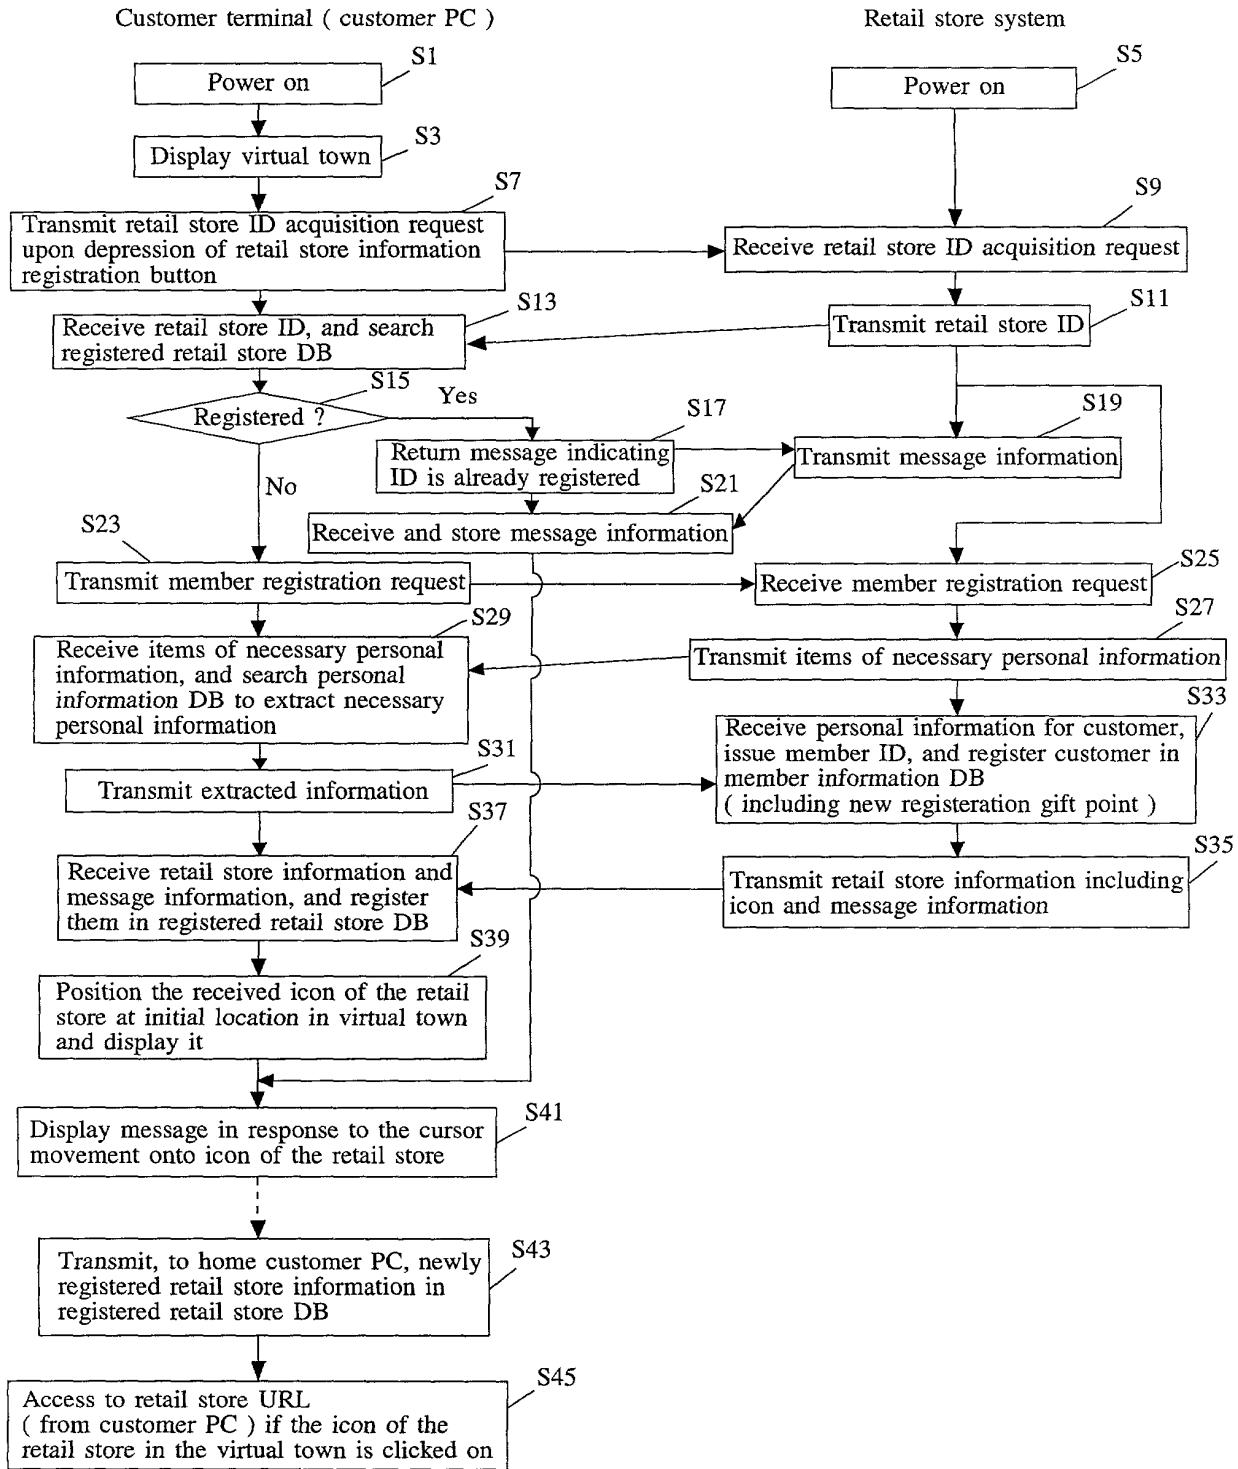 Customer terminal ( customer PC )
Retail store system
S1
Power on
S5
Power on
S3
Display virtual town
S7
Transmit retail store ID acquisition request
upon depression of retail store information
registration button
S9
Receive retail store ID acquisition request
S13
Receive retail store ID, and search
registered retail store DB
S11
Transmit retail store ID
S15
Registered ?
Yes
No
S17
Return message indicating
ID is already registered
S19
Transmit message information
S21
Receive and store message information
S23
Transmit member registration request
S25
Receive member registration request
S27
Transmit items of necessary personal information
S29
Receive items of necessary personal
information, and search personal
information DB to extract necessary
personal information
S33
Receive personal information for customer,
issue member ID, and register customer in
member information DB
( including new registeration gift point )
S31
Transmit extracted information
S37
Receive retail store information and
message information, and register
them in registered retail store DB
S35
Transmit retail store information including
icon and message information
S39
Position the received icon of the retail
store at initial location in virtual town
and display it
S41
Display message in response to the cursor
movement onto icon of the retail store
S43
Transmit, to home customer PC, newly
registered retail store information in
registered retail store DB
S45
Access to retail store URL
( from customer PC ) if the icon of the
retail store in the virtual town is clicked on